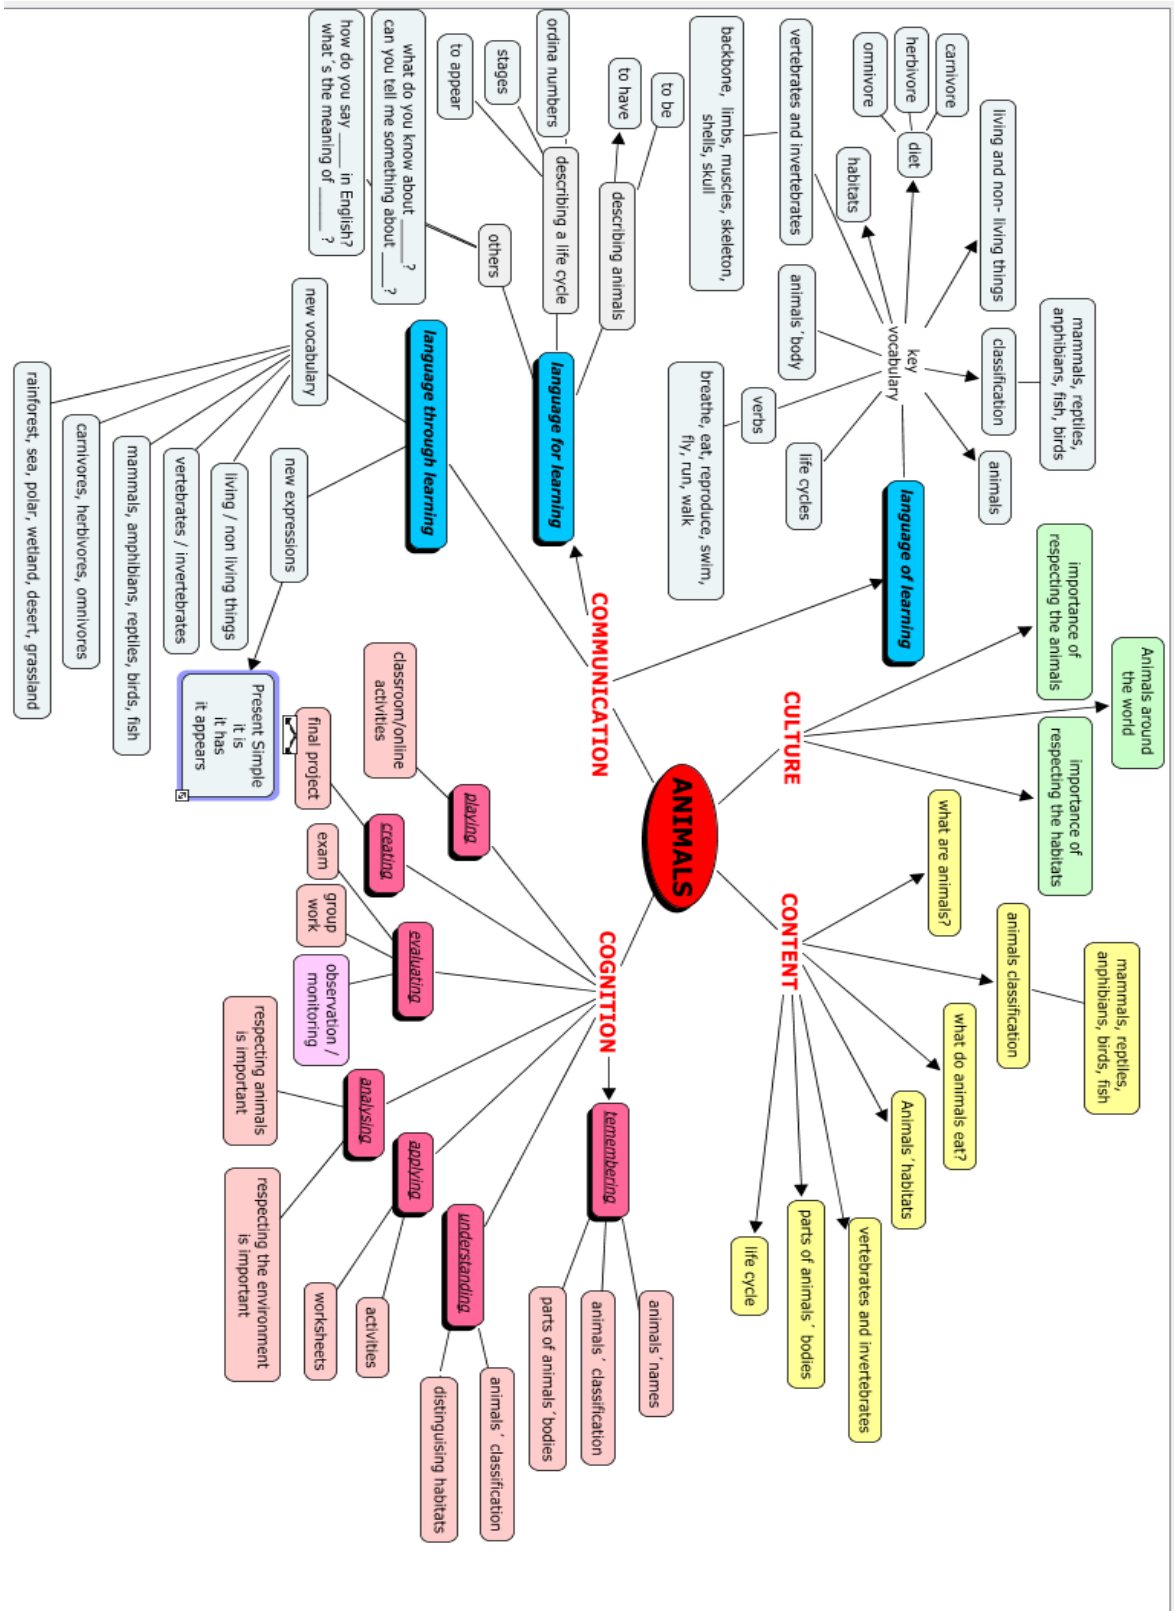 mammals, reptiles,
amphibians, fish, birds
living and non- living things
classification
animals
carnivore
herbivore
omnivore
diet
habitats
key
vocabulary
language of learning
vertebrates and invertebrates
animals ´body
verbs
life cycles
backbone, limbs, muscles, skeleton,
shells, skull
breathe, eat, reproduce, swim,
fly, run, walk
to be
to have
describing animals
ordina numbers
stages
to appear
describing a life cycle
language for learning
others
what do you know about _____?
can you tell me something about ____?
how do you say ____ in English?
what´s the meaning of _____ ?
language through learning
new vocabulary
new expressions
living / non living things
vertebrates / invertebrates
mammals, amphibians, reptiles, birds, fish
carnivores, herbivores, omnivores
rainforest, sea, polar, wetland, desert, grassland
Present Simple
it is
it has
it appears
COMMUNICATION
Animals around
the world
importance of
respecting the animals
importance of
respecting the habitats
CULTURE
ANIMALS
CONTENT
what are animals?
animals classification
mammals, reptiles,
anphibians, birds, fish
what do animals eat?
Animals ´habitats
vertebrates and invertebrates
parts of animals´ bodies
life cycle
COGNITION
temembering
animals ´names
animals´ classification
parts of animals´bodies
understanding
animals´ classification
distinguising habitats
applying
activities
worksheets
analysing
respecting animals
is important
respecting the environment
is important
evaluating
exam
group
work
observation /
monitoring
creating
final project
playing
classroom/online
activities